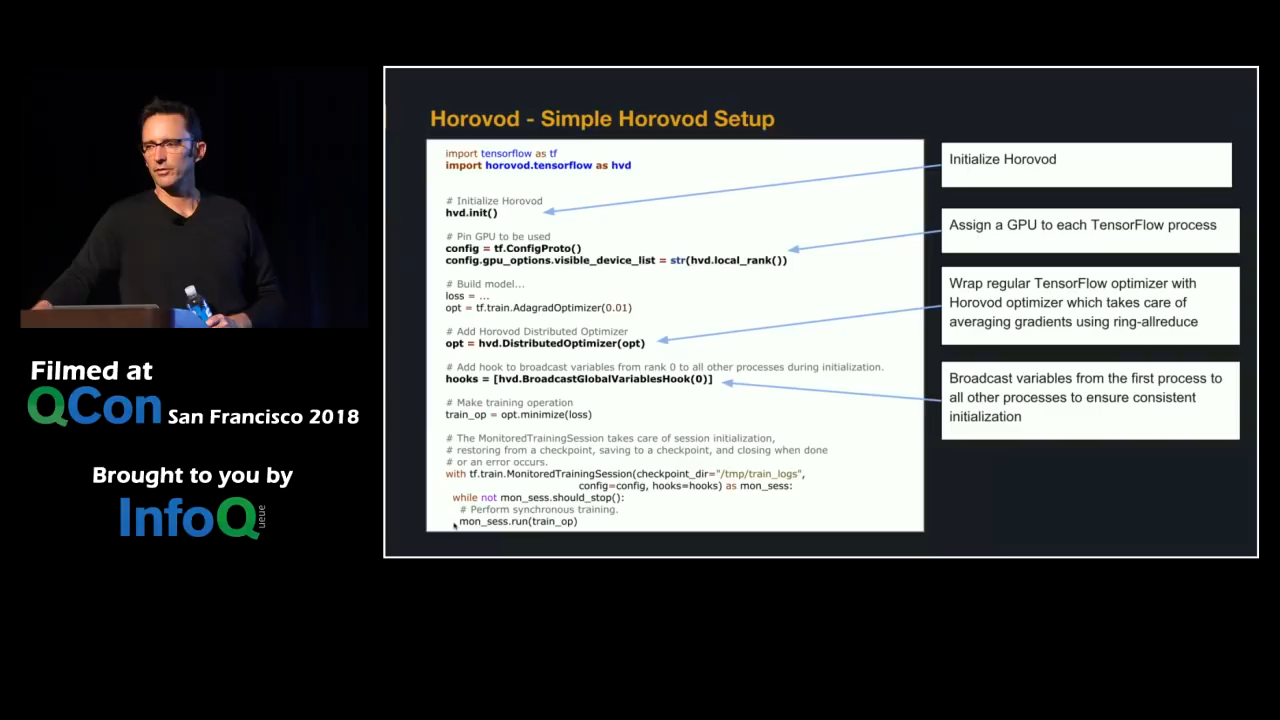 Horovod - Simple Horovod Setup
import tensorflow as tf
import horovod.tensorflow as hvd
# Initialize Horovod
hvd.init()
# Pin GPU to be used
config = tf.ConfigProto()
config.gpu_options.visible_device_list = str(hvd.local_rank())
# Build model...
loss = ...
opt = tf.train.AdagradOptimizer(0.01)
# Add Horovod Distributed Optimizer
opt = hvd.DistributedOptimizer(opt)
# Add hook to broadcast variables from rank 0 to all other processes during initialization.
hooks = [hvd.BroadcastGlobalVariablesHook(0)]
# Make training operation
train_op = opt.minimize(loss)
# The MonitoredTrainingSession takes care of session initialization,
# restoring from a checkpoint, saving to a checkpoint, and closing when done
# or an error occurs.
with tf.train.MonitoredTrainingSession(checkpoint_dir="/tmp/train_logs",
config=config, hooks=hooks) as mon_sess:
while not mon_sess.should_stop():
# Perform synchronous training.
mon_sess.run(train_op)
Initialize Horovod
Assign a GPU to each TensorFlow process
Wrap regular TensorFlow optimizer with
Horovod optimizer which takes care of
averaging gradients using ring-allreduce
Broadcast variables from the first process to
all other processes to ensure consistent
initialization
Filmed at
QCon San Francisco 2018
Brought to you by
InfoQueue